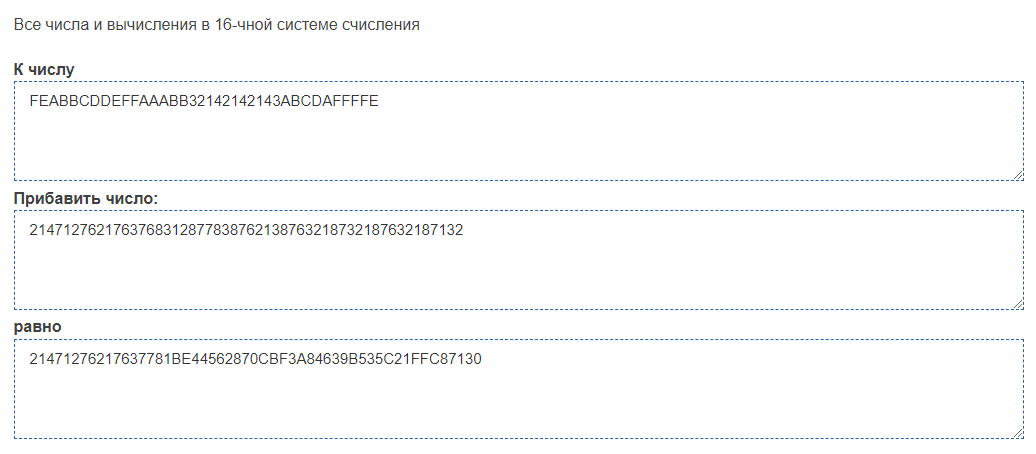 Все числа и вычисления в 16-чной системе счисления
К числу
FEABBCDDEFFAAABB32142142143ABCDAFFFFE
Прибавить число:
2147127621763768312877838762138763218732187632187132
равно
21471276217637781BE44562870CBF3A84639B535C21FFC87130